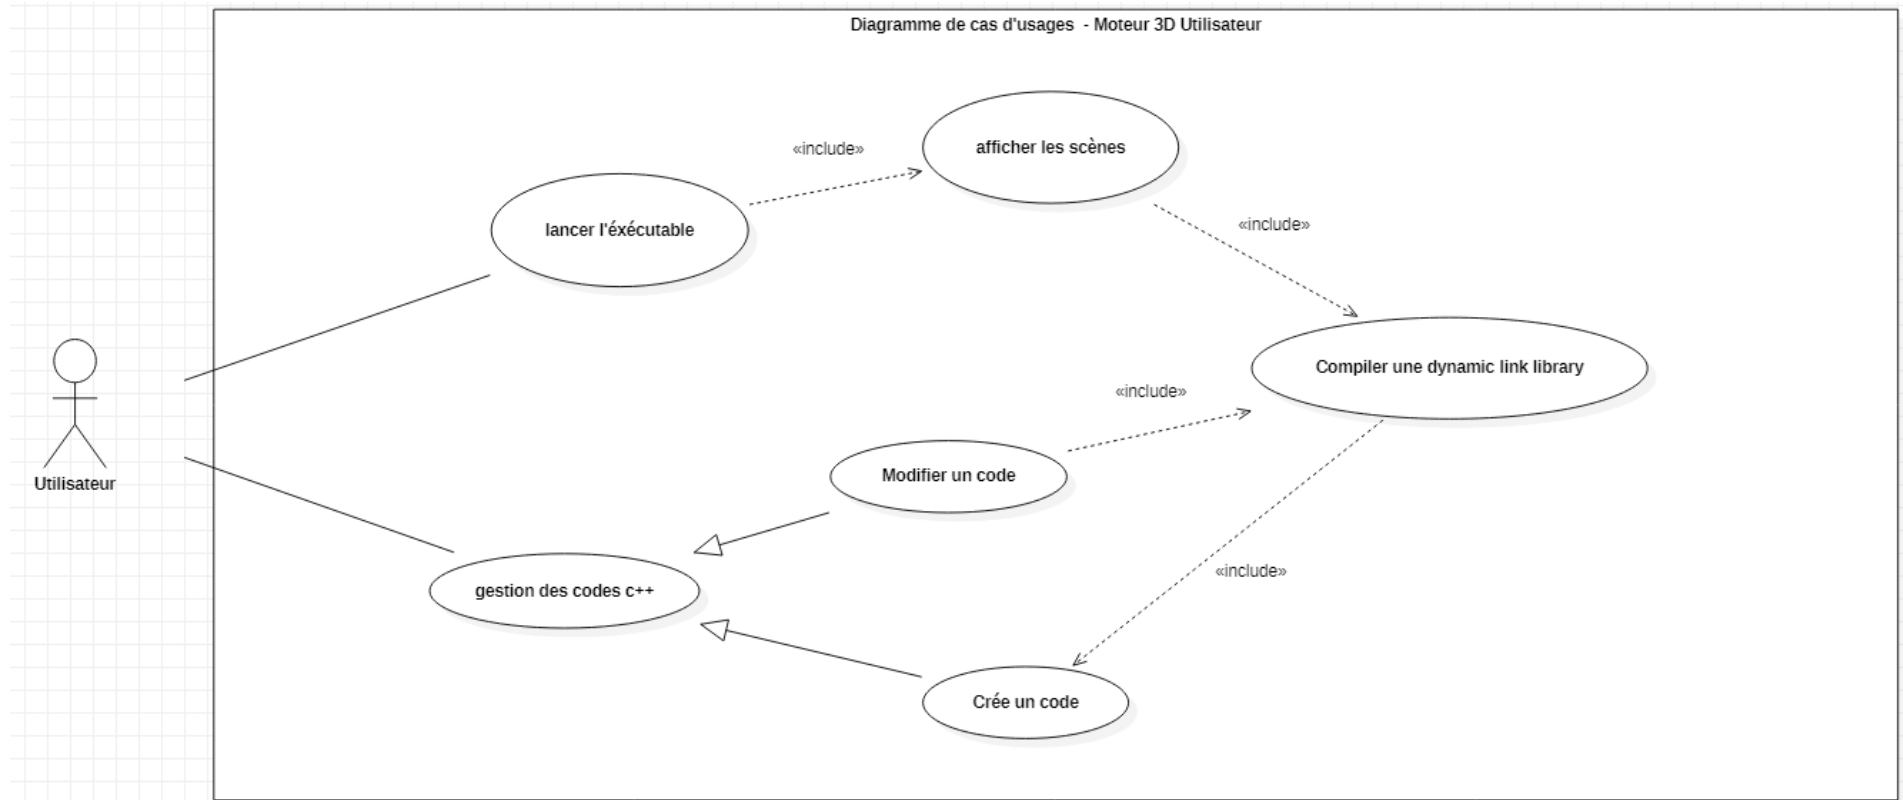 Diagramme de cas d'usages  - Moteur 3D Utilisateur
afficher les scènes
«include»
lancer l'éxécutable
«include»
Compiler une dynamic link library
«include»
Modifier un code
Utilisateur
«include»
gestion des codes c++
Crée un code